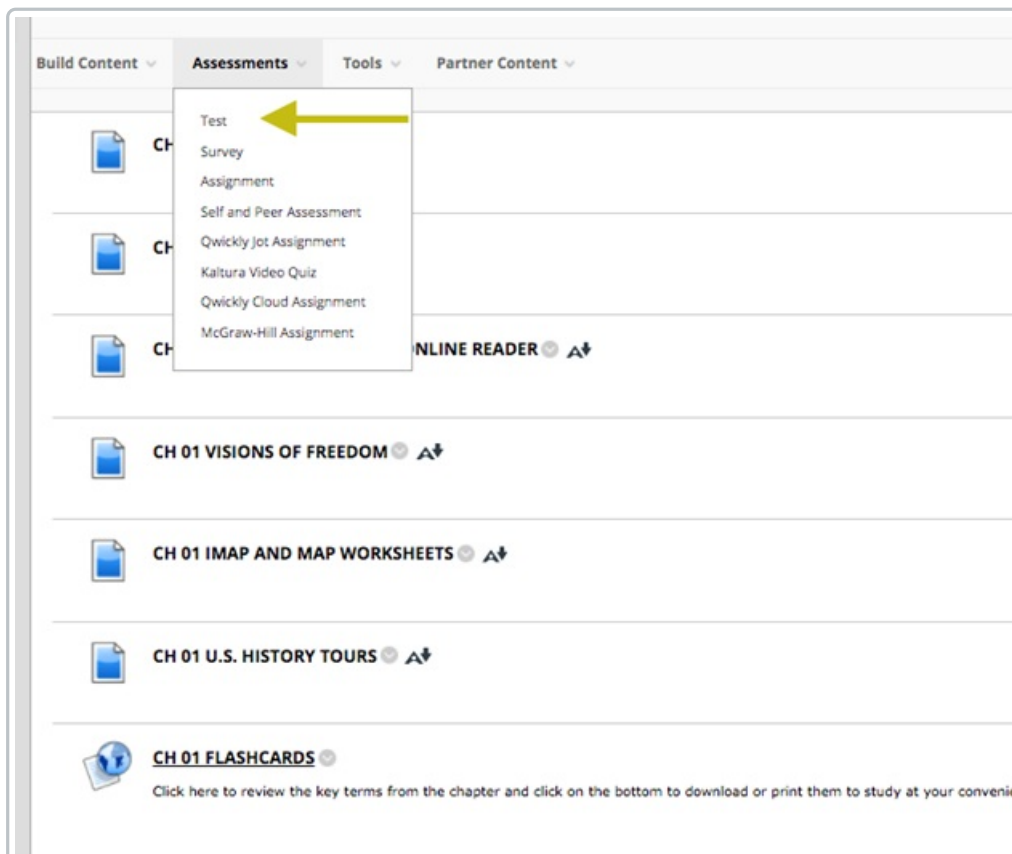 Build Content Assessments Tools Partner Content
Test
CH
Survey
Assignment
Self and Peer Assessment
CH
Qwickly Jot Assignment
Kaltura Video Quiz
Qwickly Cloud Assignment
McGraw-Hill Assignment
CH NLINE READER
CH 01 VISIONS OF FREEDOM
CH 01 IMAP AND MAP WORKSHEETS
CH 01 U.S. HISTORY TOURS
CH 01 FLASHCARDS
Click here to review the key terms from the chapter and click on the bottom to download or print them to study at your conveni